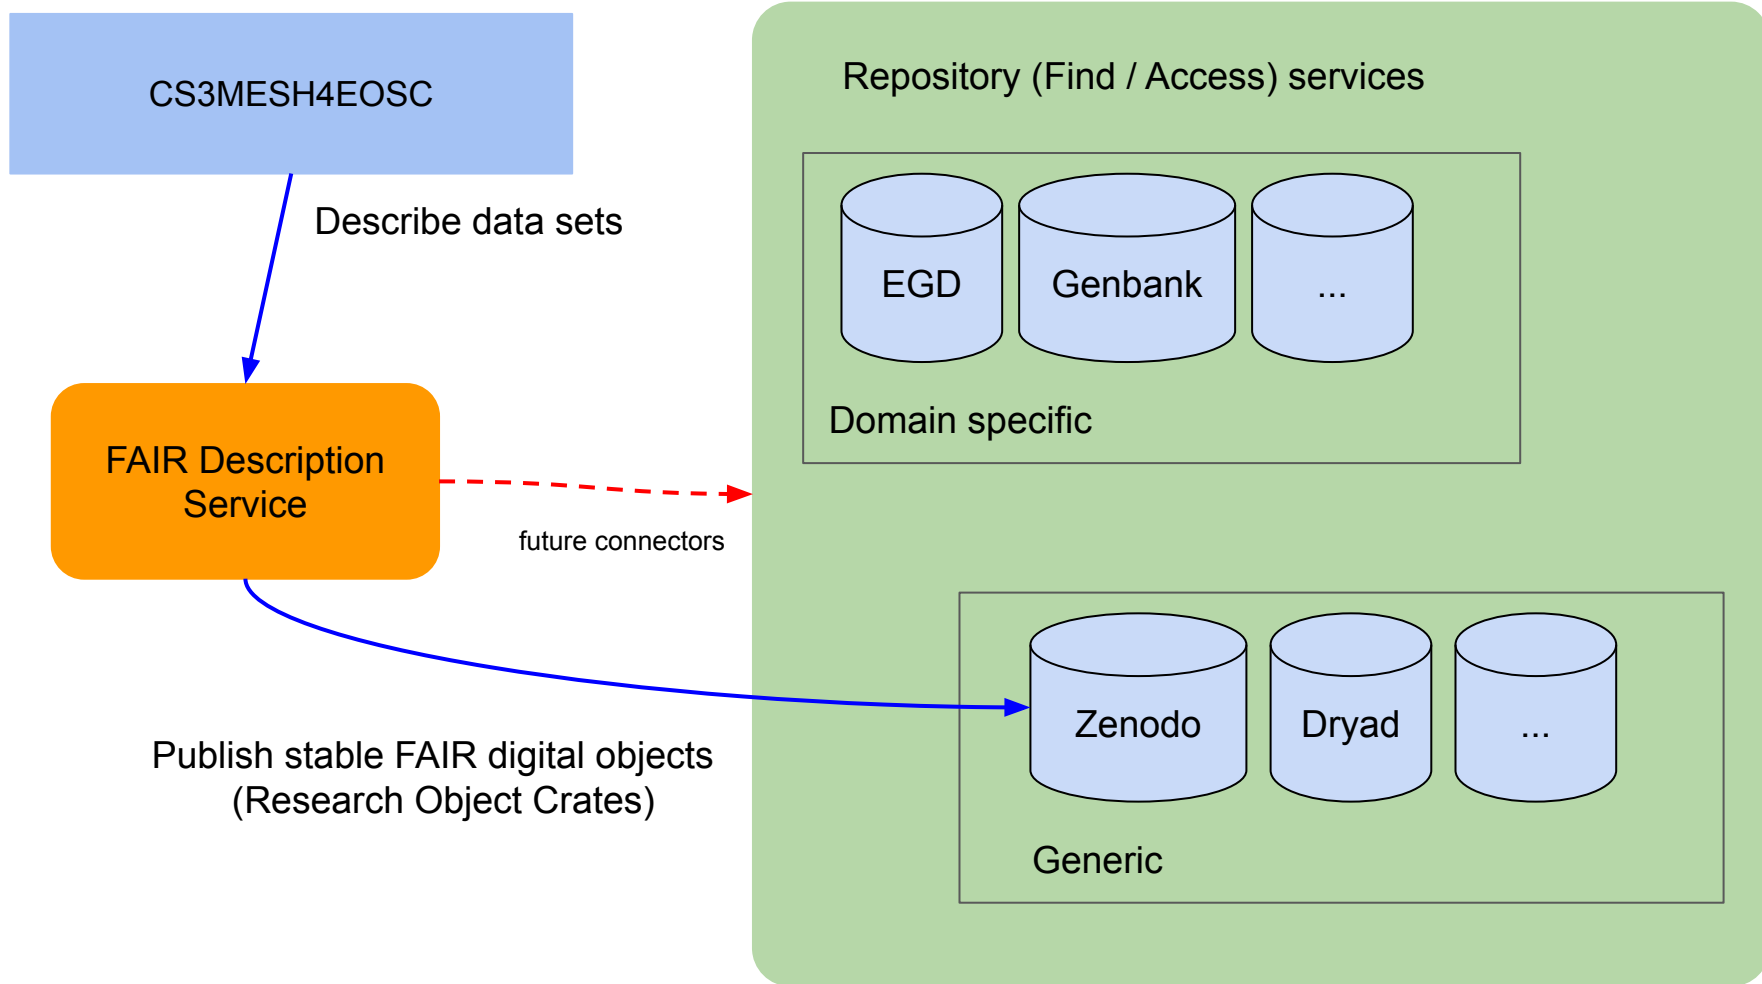 CS3MESH4EOSC
Describe data sets
FAIR Description
Service
future connectors
Publish stable FAIR digital objects
(Research Object Crates)
Repository (Find / Access) services
EGD
Genbank
...
Domain specific
Zenodo
Dryad
...
Generic